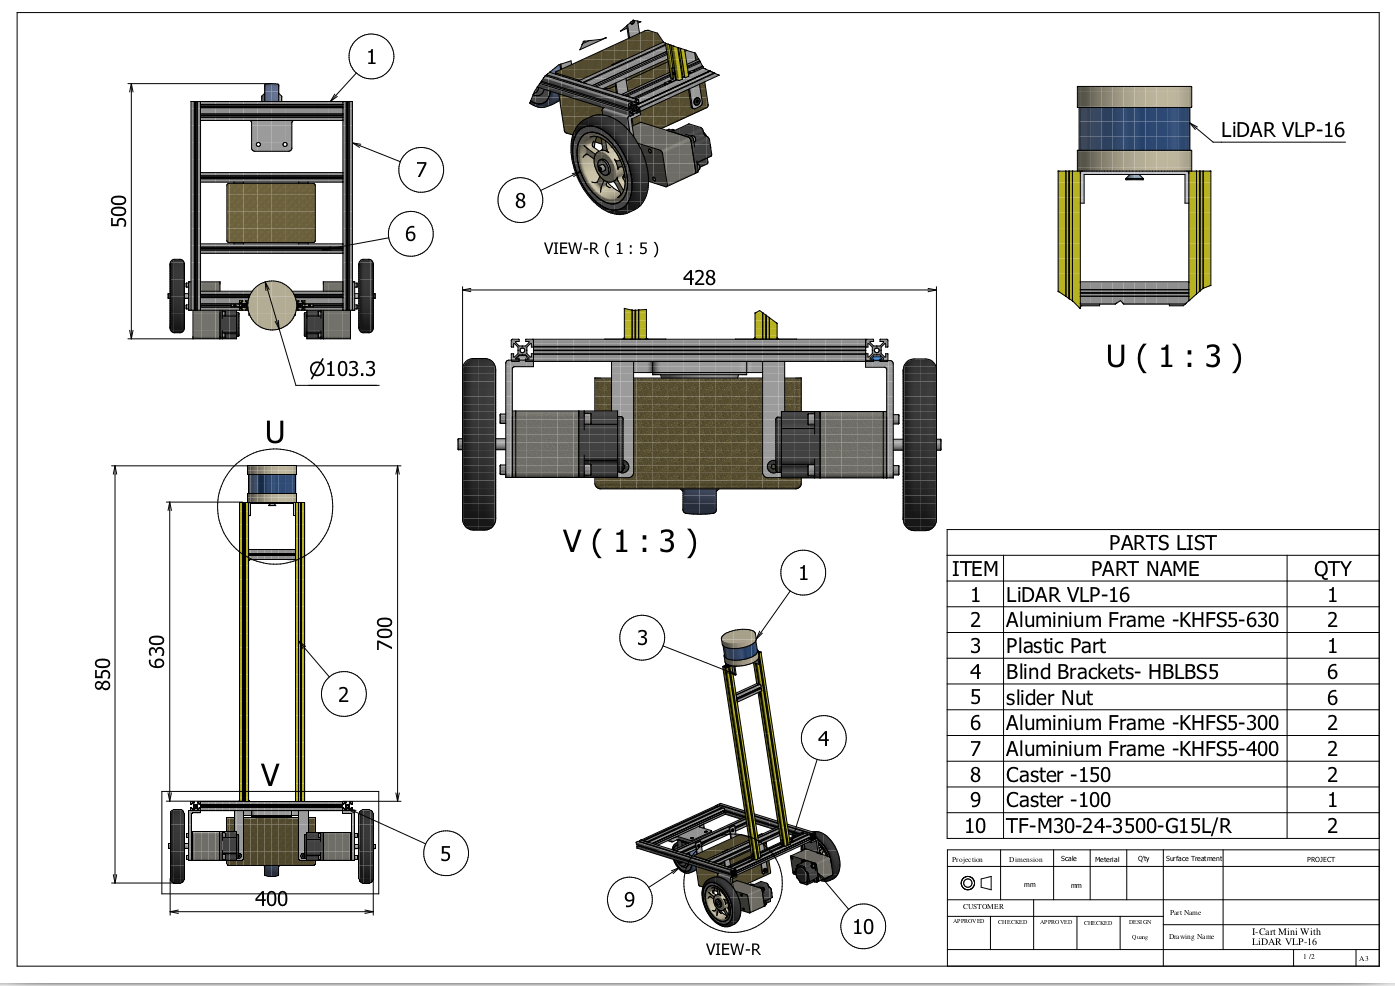 1
7
6
500
Ø103.3
8
VIEW-R ( 1 : 5 )
LiDAR VLP-16
U ( 1 : 3 )
428
V ( 1 : 3 )
U
850
630
700
2
V
5
400
1
3
4
9
10
VIEW-R
PARTS LIST
ITEM PART NAME QTY
1 LiDAR VLP-16 1
2 Aluminium Frame -KHFS5-630 2
3 Plastic Part 1
4 Blind Brackets- HBLBS5 6
5 slider Nut 6
6 Aluminium Frame -KHFS5-300 2
7 Aluminium Frame -KHFS5-400 2
8 Caster -150 2
9 Caster -100 1
10 TF-M30-24-3500-G15L/R 2
Projection Dimension Scale Meterial Q'ty Surface Treatment PROJECT
mm mm
CUSTOMER
Part Name
APPROVED CHECKED APPROVED CHECKED DESIGN
Quang
Drawing Name I-Cart Mini With
LiDAR VLP-16
1 /2 A3